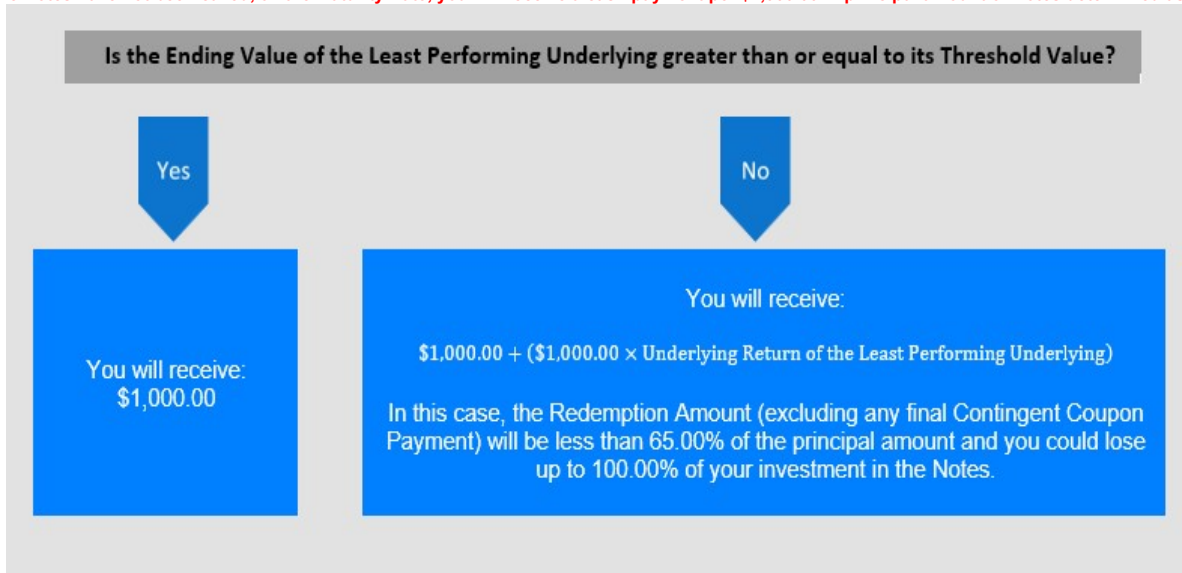 Is the Ending Value of the Least Performing Underlying greater than or equal to its Threshold Value?
Yes
No
You will receive:
$1,000.00
You will receive:
$1,000.00 + ($1,000.00 × Underlying Return of the Least Performing Underlying)
In this case, the Redemption Amount (excluding any final Contingent Coupon
Payment) will be less than 65.00% of the principal amount and you could lose
up to 100.00% of your investment in the Notes.